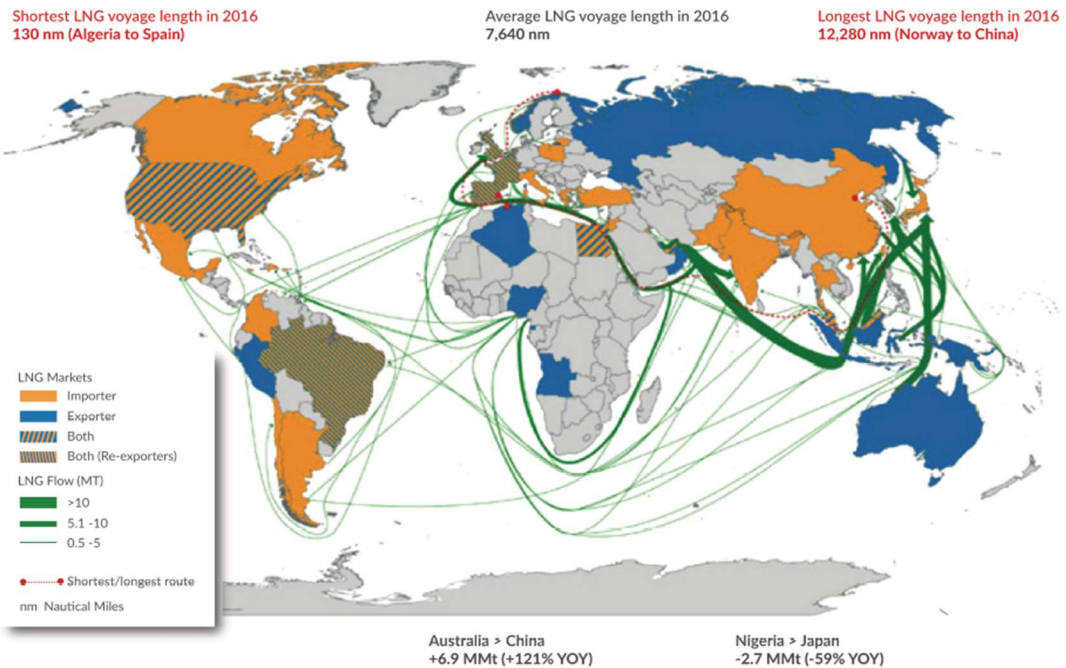 Shortest LNG voyage length in 2016
130 nm (Algeria to Spain)
Average LNG voyage length in 2016
7,640 nm
Longest LNG voyage length in 2016
12,280 nm (Norway to China)
LNG Markets
Importer
Exporter
Both
Both (Re-exporters)
LNG Flow (MT)
>10
5.1 -10
0.5 -5
Shortest/longest route
nm Nautical Miles
Australia > China
+6.9 MMt (+121% YOY)
Nigeria > Japan
-2.7 MMt (-59% YOY)